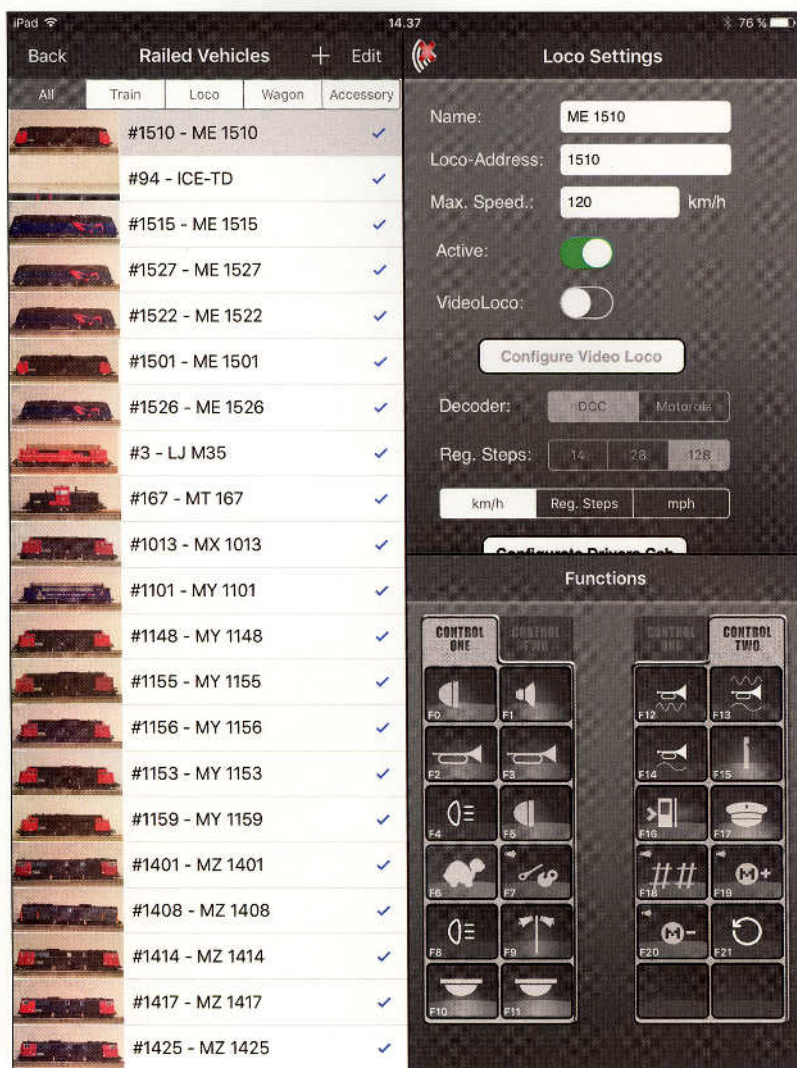 iPad 14.37 76 %
Back Railed Vehicles + Edit
All Train Loco Wagon Accessory
#1510 - ME 1510
#94 - ICE-TD
#1515 - ME 1515
#1527 - ME 1527
#1522 - ME 1522
#1501 - ME 1501
#1526 - ME 1526
#3 - LJ M35
#167 - MT 167
#1013 - MX 1013
#1101 - MY 1101
#1148 - MY 1148
#1155 - MY 1155
#1156 - MY 1156
#1153 - MY 1153
#1159 - MY 1159
#1401 - MZ 1401
#1408 - MZ 1408
#1414 - MZ 1414
#1417 - MZ 1417
#1425 - MZ 1425
Loco Settings
Name: ME 1510
Loco-Address: 1510
Max. Speed.: 120 km/h
Active:
VideoLoco:
Configure Video Loco
Decoder: DCC Motorola
Reg. Steps: 14 28 128
km/h Reg. Steps mph
Configurate Drivers Cab
Functions
CONTROL
ONE
CONTROL
TWO
F0 F1
F2 F3
F4 F5
F6 F7
F8 F9
F10 F11
CONTROL
ONE
CONTROL
TWO
F12 F13
F14 F15
F16 F17
F18 ## F19 M+
F20 M- F21